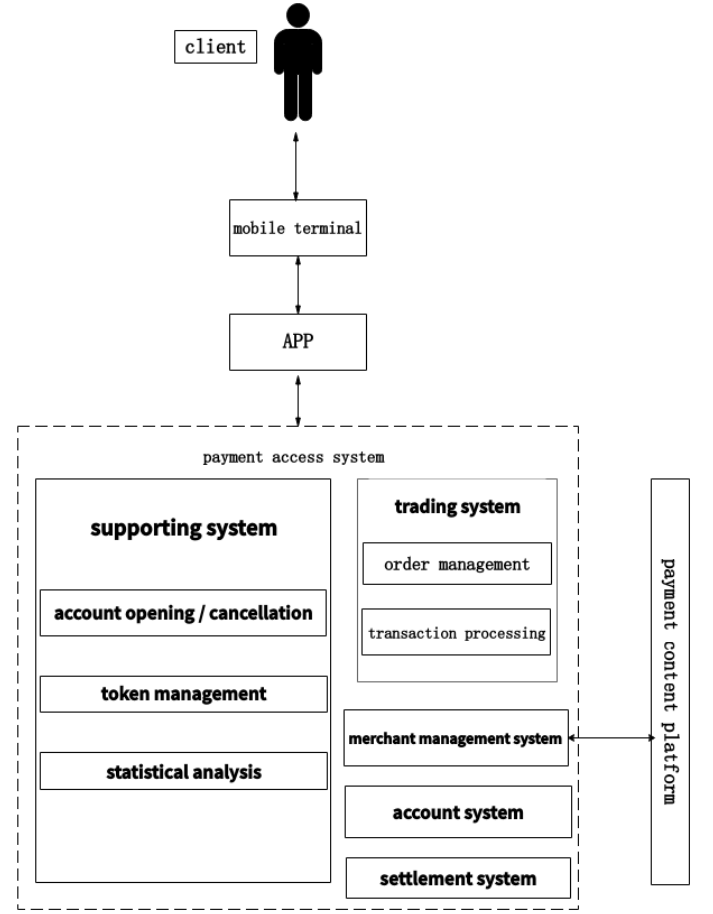 client
mobile terminal
APP
payment access system
supporting system
account opening / cancellation
token management
statistical analysis
trading system
order management
transaction processing
merchant management system
account system
settlement system
payment content platform